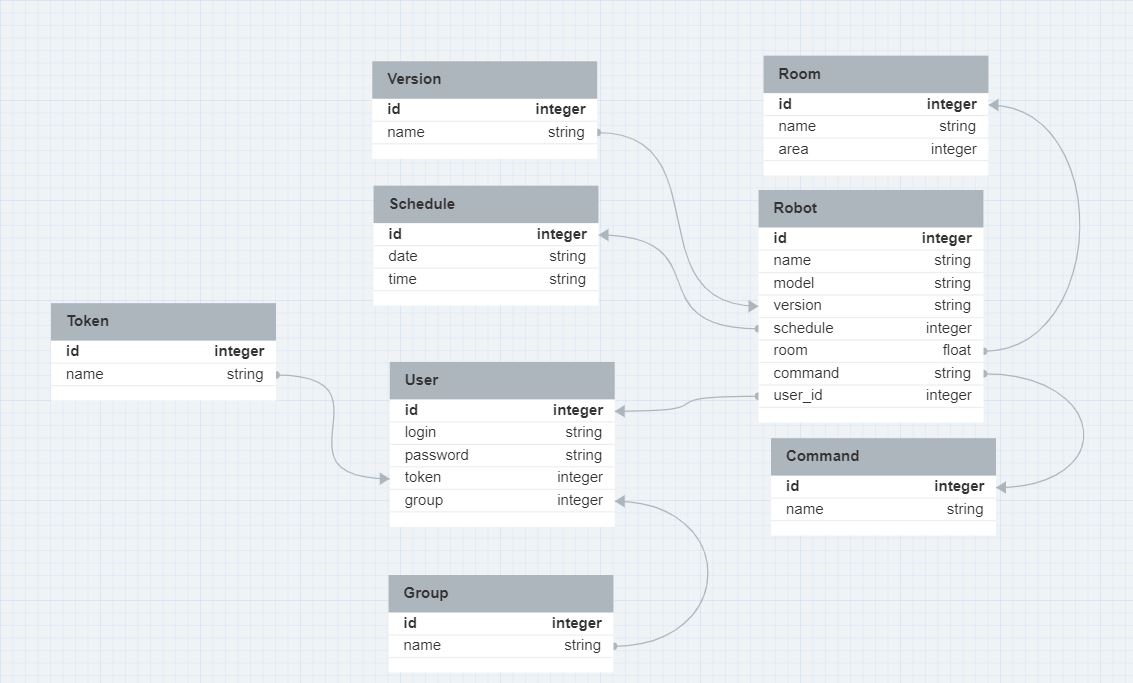 Version
id integer
name string
Schedule
id integer
date string
time string
Token
id integer
name string
User
id integer
login string
password string
token integer
group integer
Group
id integer
name string
Room
id integer
name string
area integer
Robot
id integer
name string
model string
version string
schedule integer
room float
command string
user_id integer
Command
id integer
name string